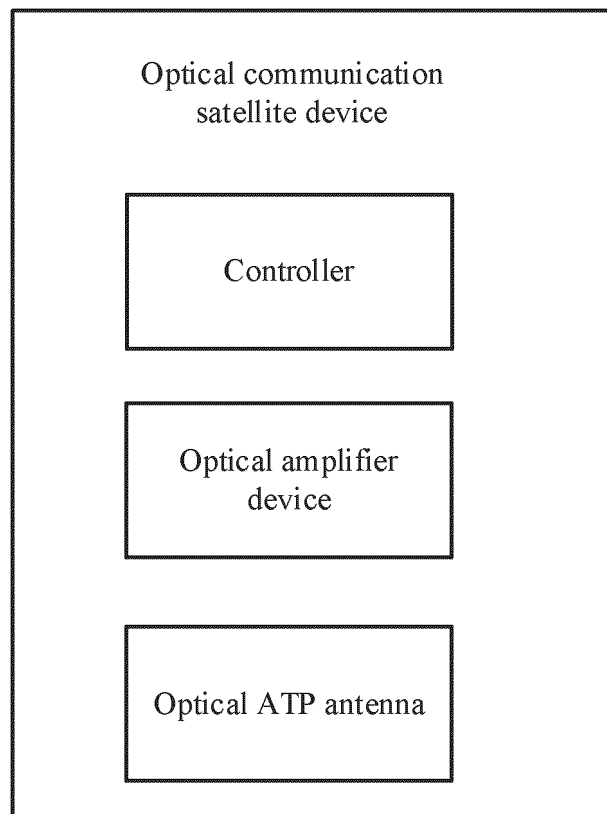 Optical communication
satellite device
Controller
Optical amplifier
device
Optical ATP antenna